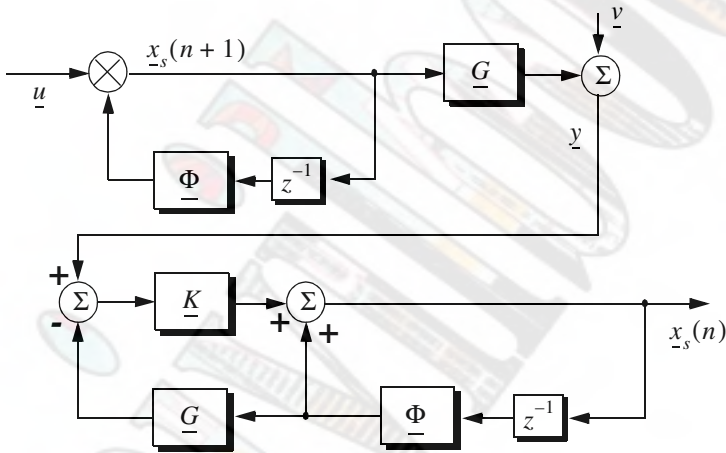 v
x_s(n + 1)
G
Σ
u
y
Φ
z^{-1}
+
Σ
-
K
Σ
+
+
x_s(n)
G
Φ
z^{-1}